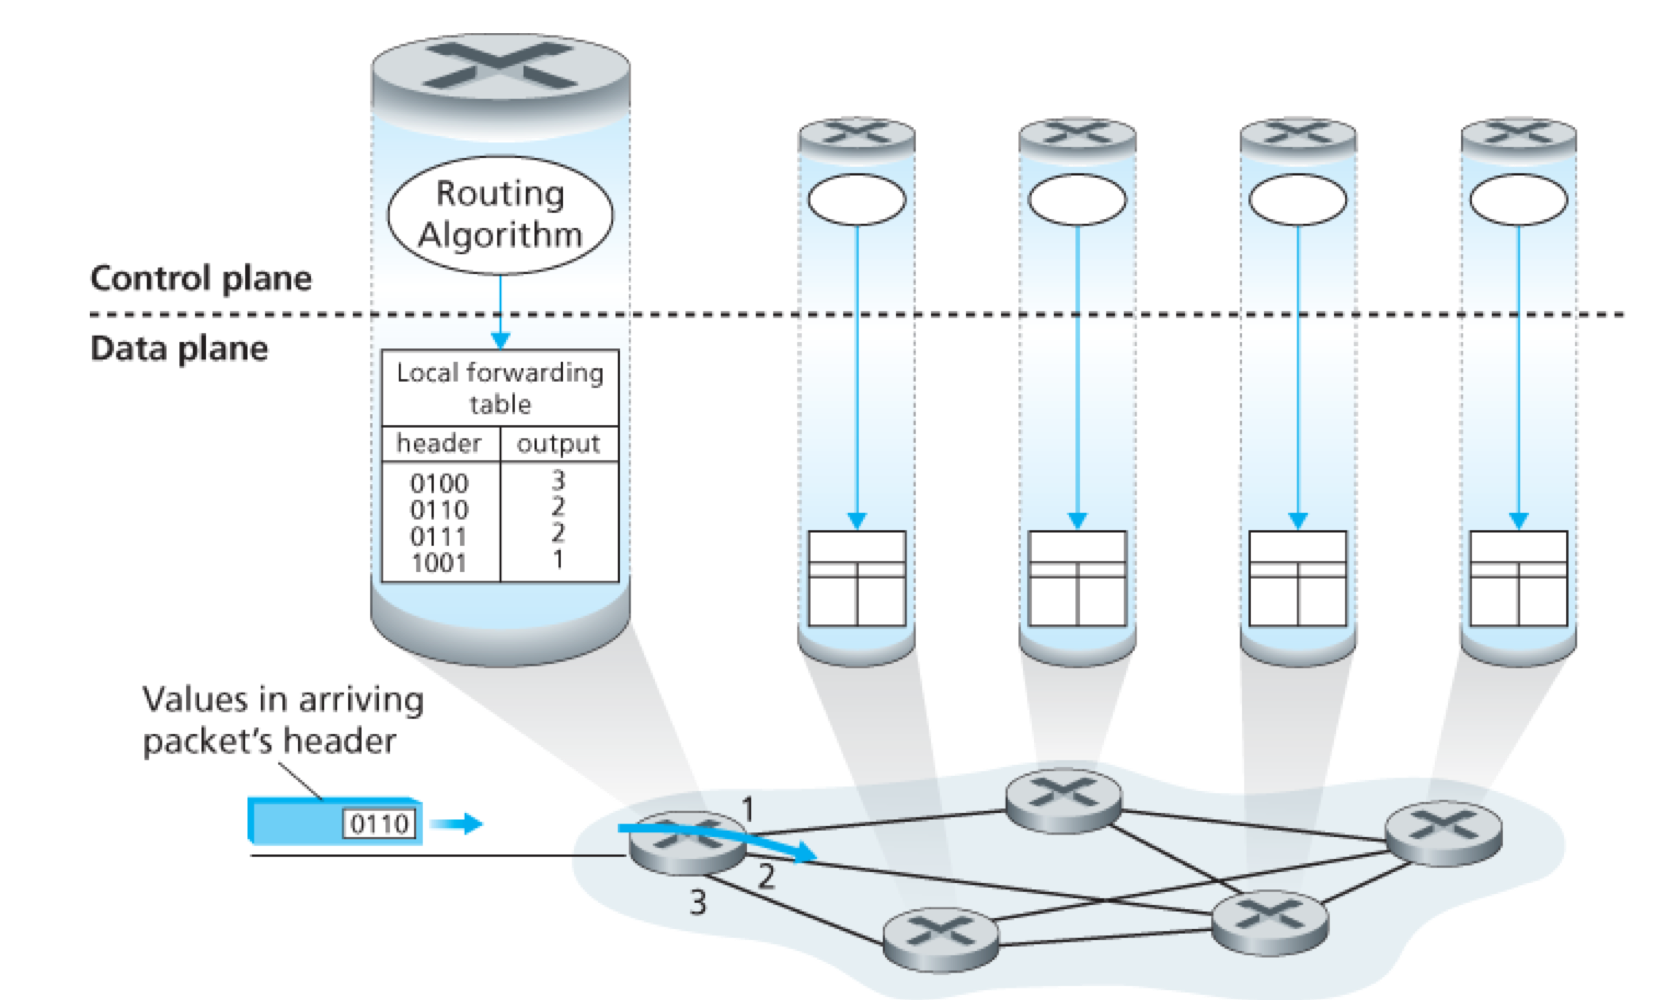 Routing
Algorithm
Control plane
Data plane
Local forwarding
table
header output
0100 3
0110 2
0111 2
1001 1
Values in arriving
packet's header
0110
1
2
3